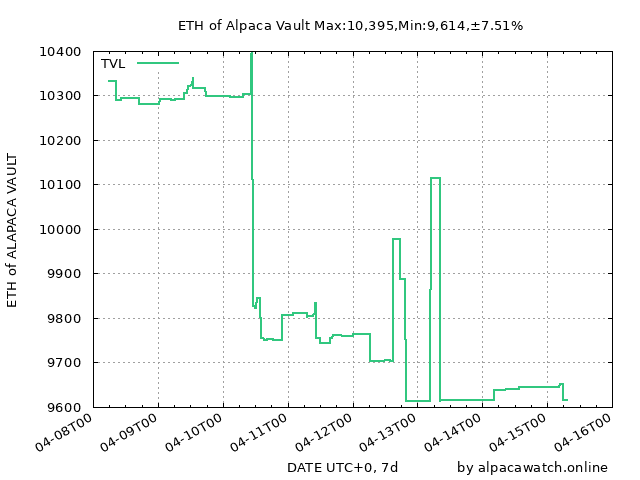 ETH of Alpaca Vault Max:10,395,Min:9,614,±7.51%
TVL
10400
10300
10200
10100
10000
9900
9800
9700
9600
ETH of ALAPACA VAULT
04-08T00
04-09T00
04-10T00
04-11T00
04-12T00
04-13T00
04-14T00
04-15T00
04-16T00
DATE UTC+0, 7d
by alpacawatch.online